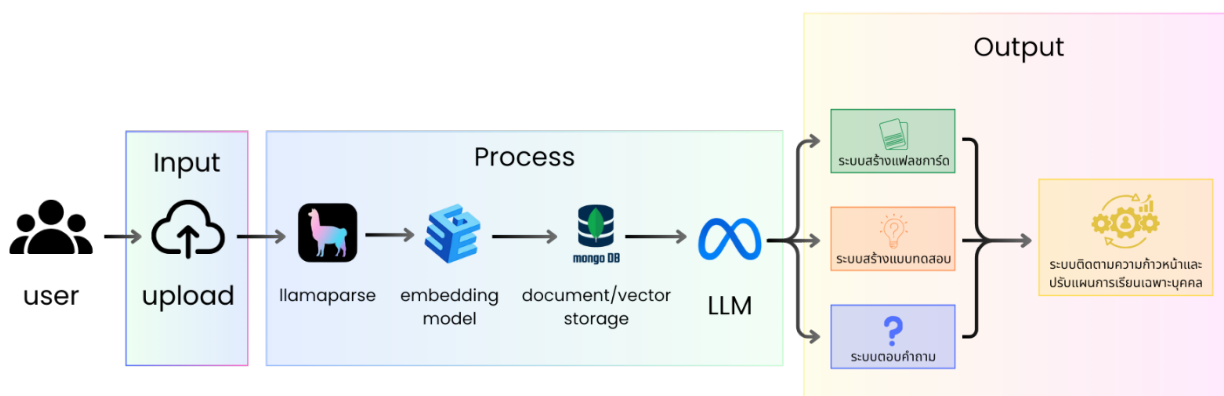 Output
Input
Process
ระบบสร้างแฟลชการ์ด
ระบบสร้างแบบทดสอบ
ระบบตอบคำถาม
ระบบติดตามความก้าวหน้าและ
ปรับแผนการเรียนเฉพาะบุคคล
mongo DB
user
upload
llamaparse
embedding
model
document/vector
storage
LLM